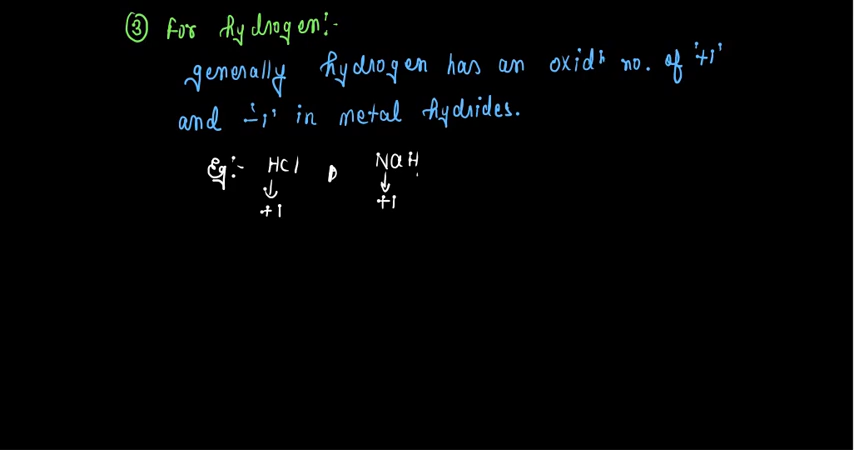 ③ For hydrogen:-
generally hydrogen has an oxidⁿ no. of '+1'
and '-1' in metal hydrides.
Eg:- HCl , NaH
↓ ↓
+1 +1